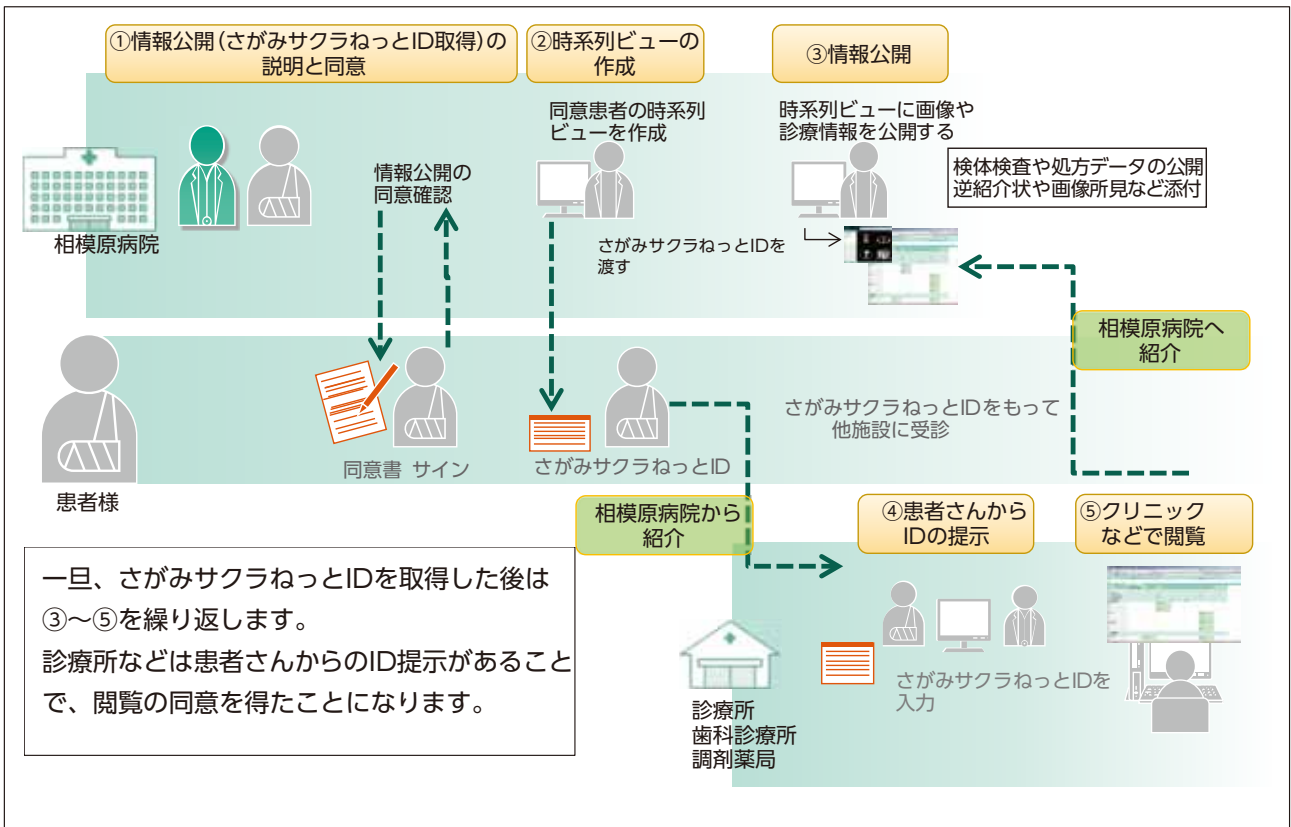 ①情報公開(さがみサクラねっとID取得)の
説明と同意
②時系列ビューの
作成
③情報公開
同意患者の時系列
ビューを作成
時系列ビューに画像や
診療情報を公開する
検体検査や処方データの公開
逆紹介状や画像所見など添付
情報公開の
同意確認
相模原病院
さがみサクラねっとIDを
渡す
相模原病院へ
紹介
さがみサクラねっとIDをもって
他施設に受診
同意書 サイン
さがみサクラねっとID
患者様
相模原病院から
紹介
④患者さんから
IDの提示
⑤クリニック
などで閲覧
一旦、さがみサクラねっとIDを取得した後は
③〜⑤を繰り返します。
診療所などは患者さんからのID提示があること
で、閲覧の同意を得たことになります。
さがみサクラねっとIDを
入力
診療所
歯科診療所
調剤薬局